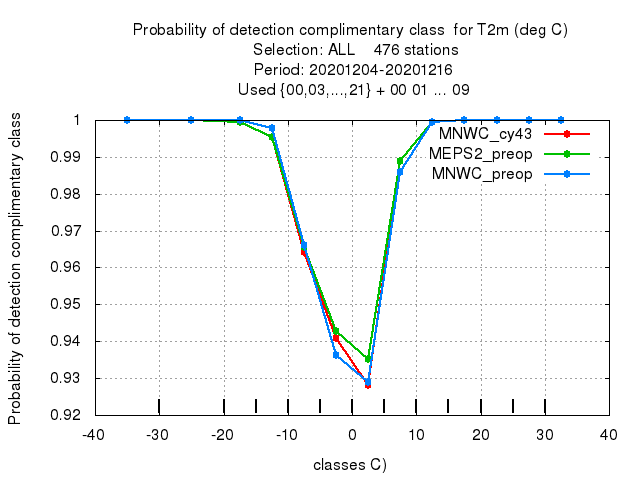 Probability of detection complimentary class  for T2m (deg C)
Selection: ALL    476 stations
Period: 20201204-20201216
Used {00,03,...,21} + 00 01 ... 09
Probability of detection complimentary class
1
0.99
0.98
0.97
0.96
0.95
0.94
0.93
0.92
MNWC_cy43
MEPS2_preop
MNWC_preop
-40 -30 -20 -10 0 10 20 30 40
classes C)